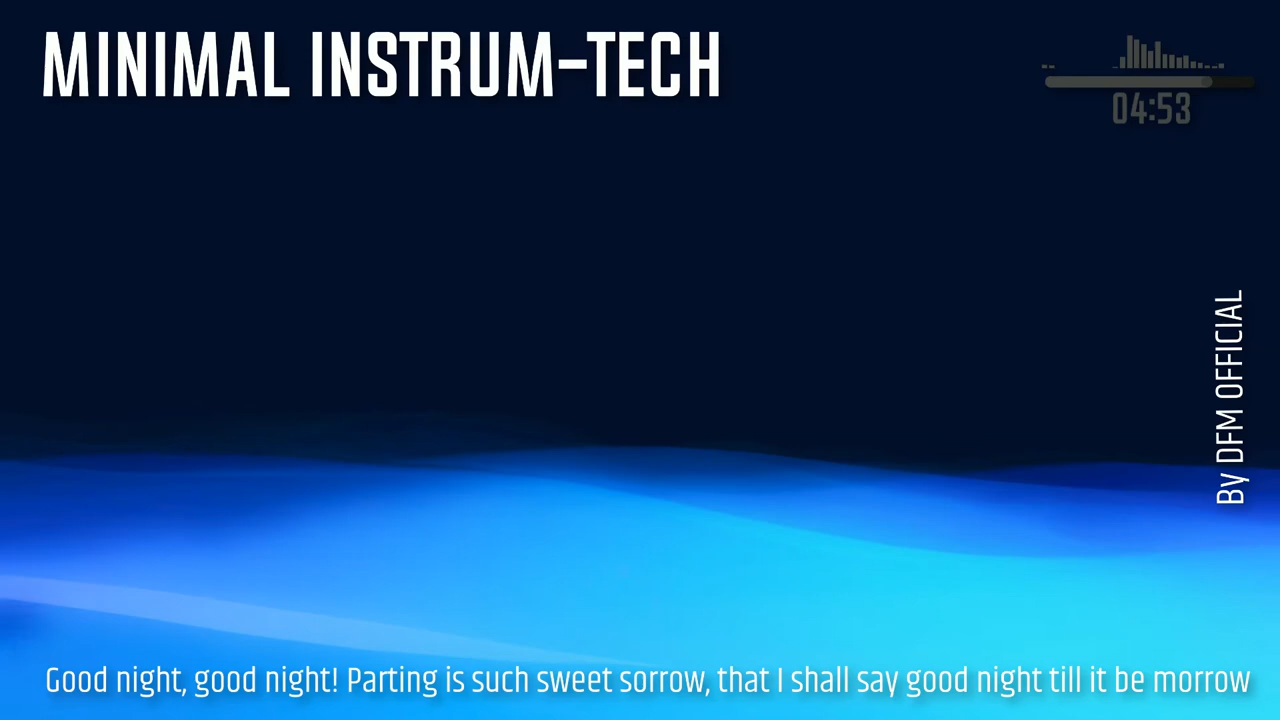 MINIMAL INSTRUM-TECH
04:53
By DFM OFFICIAL
Good night, good night! Parting is such sweet sorrow, that I shall say good night till it be morrow